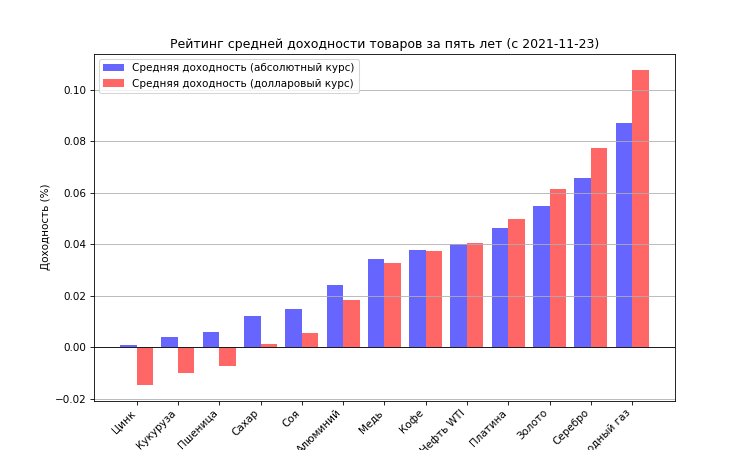 Рейтинг средней доходности товаров за пять лет (с 2021-11-23)
Средняя доходность (абсолютный курс)
Средняя доходность (долларовый курс)
Доходность (%)
0.10
0.08
0.06
0.04
0.02
0.00
−0.02
Цинк
Кукуруза
Пшеница
Сахар
Соя
Алюминий
Медь
Кофе
Нефть WTI
Платина
Золото
Серебро
одный газ